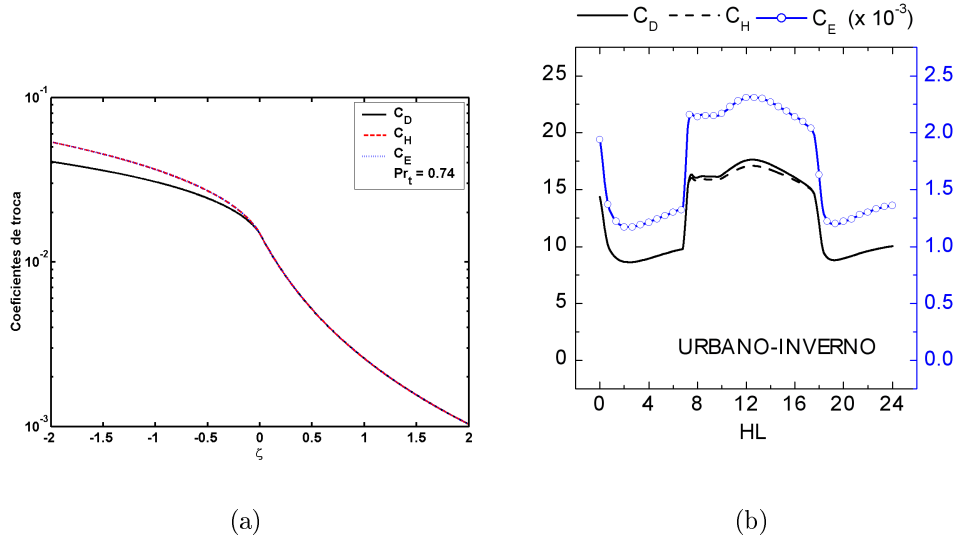 C_D C_H C_E (x 10^-3)
10^-1
10^-2
10^-3
Coeficientes de troca
C_D
C_H
C_E
Pr_t = 0.74
-2 -1.5 -1 -0.5 0 0.5 1 1.5 2
ζ
(a)
25
20
15
10
5
0
2.5
2.0
1.5
1.0
0.5
0.0
URBANO-INVERNO
0 4 8 12 16 20 24
HL
(b)